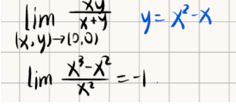 lim xy/(x+y) y = x² - x
(x,y)→(0,0)
lim (x³-x²)/x² = -1